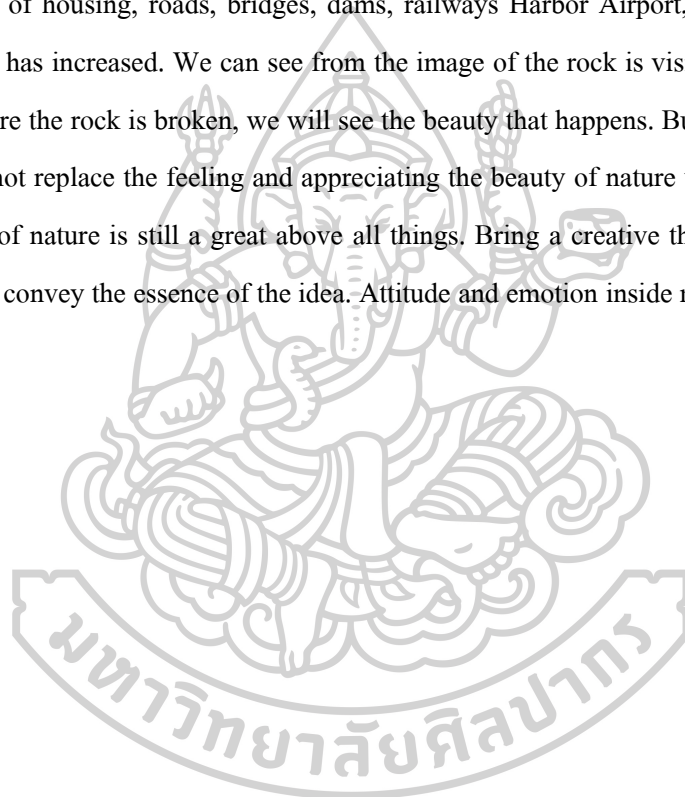 of housing, roads, bridges, dams, railways Harbor Airport,
has increased. We can see from the image of the rock is vis
re the rock is broken, we will see the beauty that happens. Bu
not replace the feeling and appreciating the beauty of nature
of nature is still a great above all things. Bring a creative th
convey the essence of the idea. Attitude and emotion inside
มหาวิทยาลัยศิลปากร